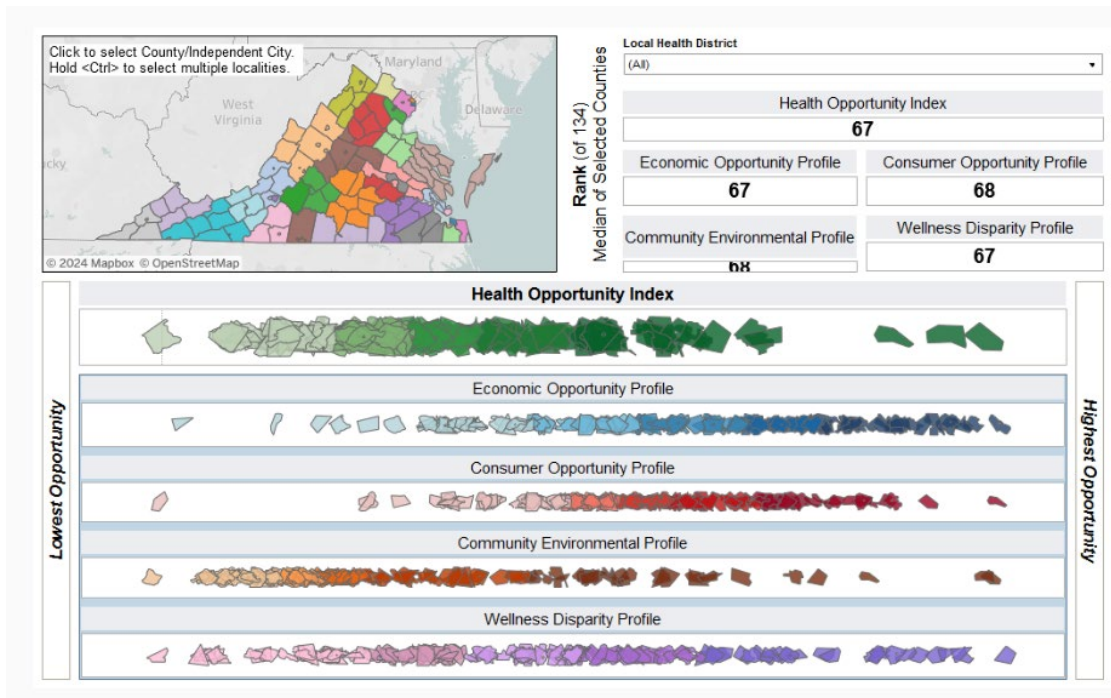 Click to select County/Independent City.
Hold <Ctrl> to select multiple localities.
Maryland
West
Virginia
Delaware
© 2024 Mapbox © OpenStreetMap
Rank (of 134)
Median of Selected Counties
Local Health District
(All)
Health Opportunity Index
67
Economic Opportunity Profile
67
Consumer Opportunity Profile
68
Community Environmental Profile
68
Wellness Disparity Profile
67
Lowest Opportunity
Health Opportunity Index
Economic Opportunity Profile
Consumer Opportunity Profile
Community Environmental Profile
Wellness Disparity Profile
Highest Opportunity